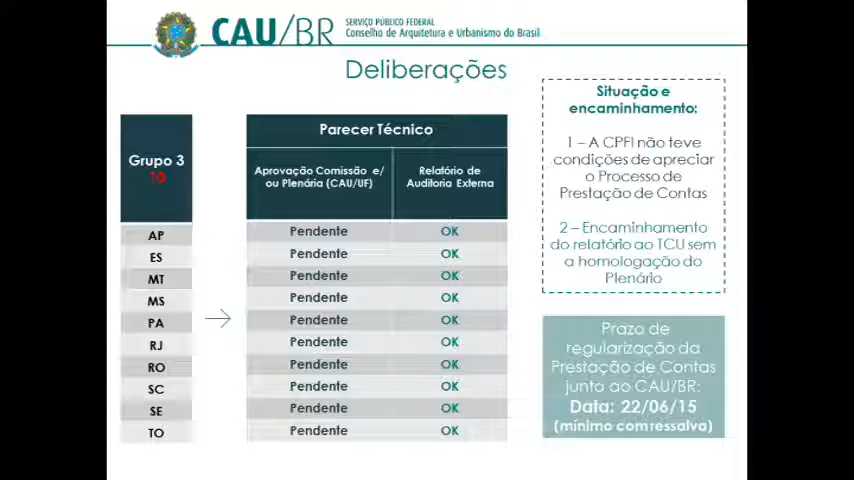 CAU/BR
SERVIÇO PÚBLICO FEDERAL
Conselho de Arquitetura e Urbanismo do Brasil
Deliberações
Grupo 3
10
AP
ES
MT
MS
PA
RJ
RO
SC
SE
TO
Parecer Técnico
Aprovação Comissão e/
ou Plenária (CAU/UF)
Relatório de
Auditoria Externa
Pendente OK
Pendente OK
Pendente OK
Pendente OK
Pendente OK
Pendente OK
Pendente OK
Pendente OK
Pendente OK
Pendente OK
Situação e
encaminhamento:
1 – A CPFI não teve
condições de apreciar
o Processo de
Prestação de Contas
2 – Encaminhamento
do relatório ao TCU sem
a homologação do
Plenário
Prazo de
regularização da
Prestação de Contas
junto ao CAU/BR:
Data: 22/06/15
(mínimo com ressalva)